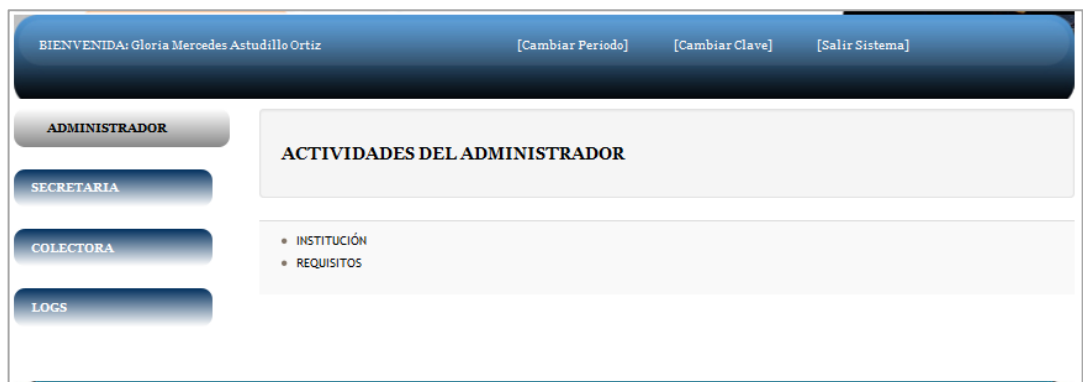 BIENVENIDA: Gloria Mercedes Astudillo Ortiz [Cambiar Periodo] [Cambiar Clave] [Salir Sistema]
ADMINISTRADOR
SECRETARIA
COLECTORA
LOGS
ACTIVIDADES DEL ADMINISTRADOR
INSTITUCIÓN
REQUISITOS